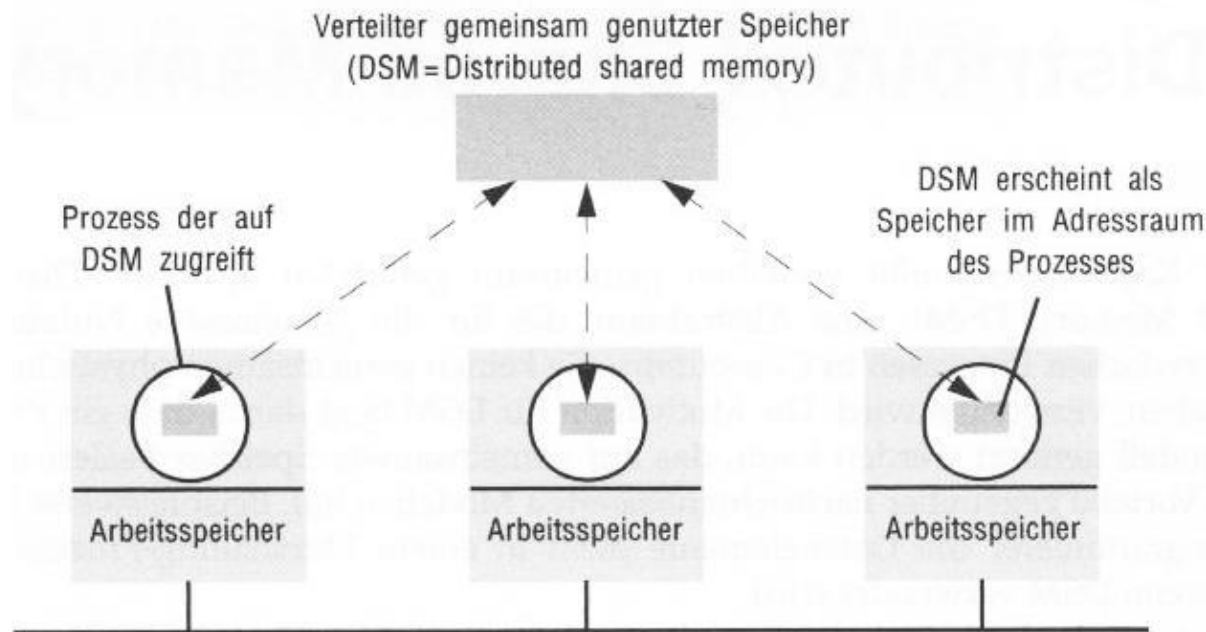 Verteilter gemeinsam genutzter Speicher
(DSM=Distributed shared memory)
Prozess der auf
DSM zugreift
DSM erscheint als
Speicher im Adressraum
des Prozesses
Arbeitsspeicher
Arbeitsspeicher
Arbeitsspeicher